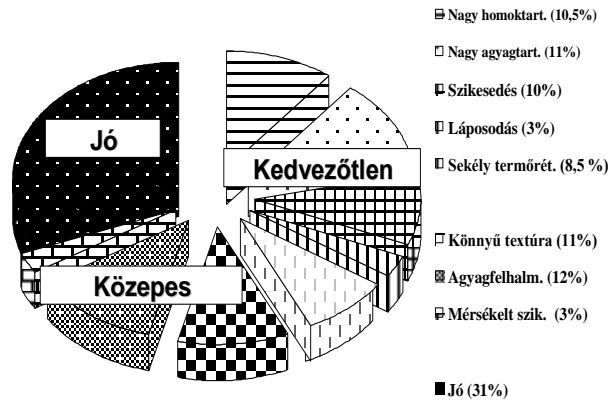 Jó
Kedvezőtlen
Közepes
Nagy homoktart. (10,5%)
Nagy agyagtart. (11%)
Szikesedés (10%)
Láposodás (3%)
Sekély termőrét. (8,5 %)
Könnyű textúra (11%)
Agyagfelhalm. (12%)
Mérsékelt szik. (3%)
Jó (31%)